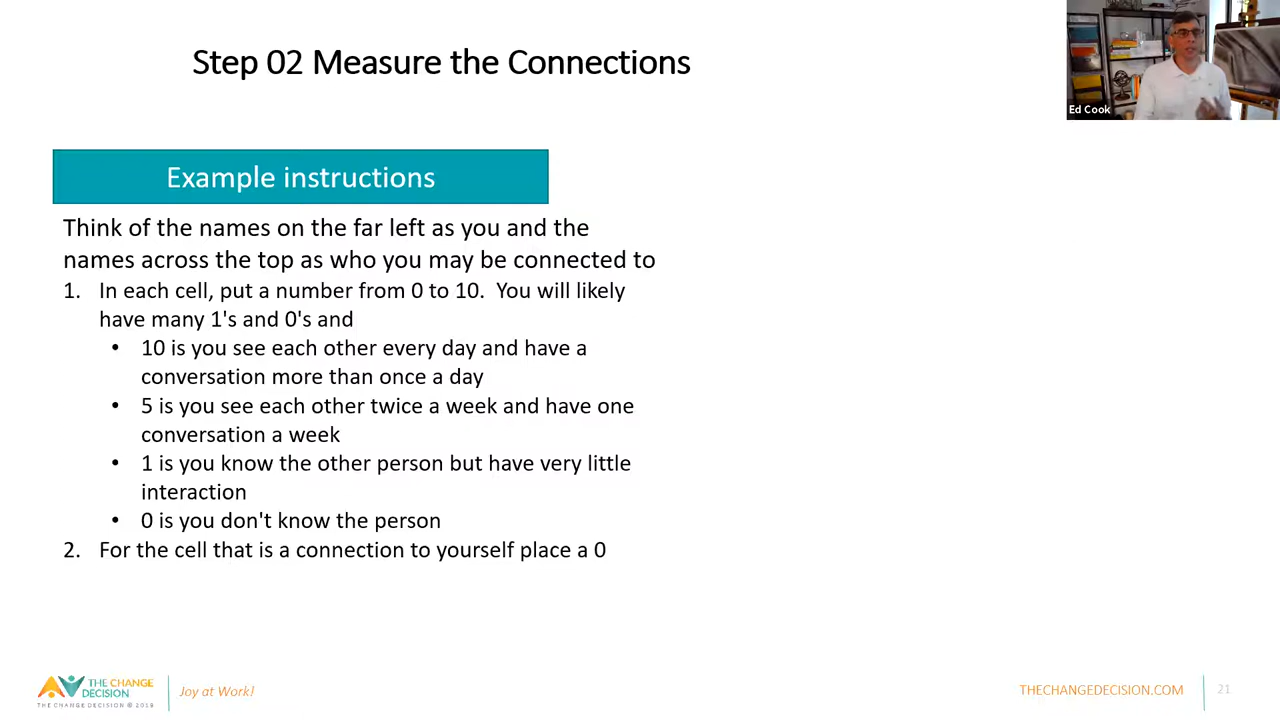 Step 02 Measure the Connections
Ed Cook
Example instructions
Think of the names on the far left as you and the
names across the top as who you may be connected to
1. In each cell, put a number from 0 to 10.  You will likely
have many 1's and 0's and
• 10 is you see each other every day and have a
conversation more than once a day
• 5 is you see each other twice a week and have one
conversation a week
• 1 is you know the other person but have very little
interaction
• 0 is you don't know the person
2. For the cell that is a connection to yourself place a 0
THE CHANGE
DECISION
THE CHANGE DECISION © 2019
Joy at Work!
THECHANGEDECISION.COM
21